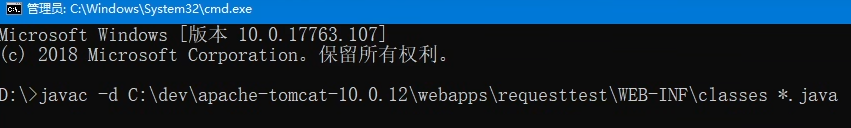 管理员: C:\Windows\System32\cmd.exe
Microsoft Windows [版本 10.0.17763.107]
(c) 2018 Microsoft Corporation。保留所有权利。
D:\>javac -d C:\dev\apache-tomcat-10.0.12\webapps\requesttest\WEB-INF\classes *.java